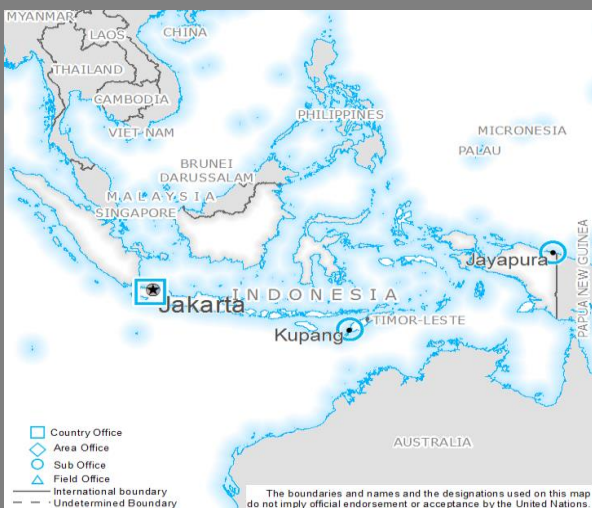 MYANMAR
LAOS
CHINA
THAILAND
CAMBODIA
VIET NAM
PHILIPPINES
MICRONESIA
PALAU
BRUNEI
DARUSSALAM
MALAYSIA
SINGAPORE
PAPUA NEW GUINEA
Jayapura
INDONESIA
Jakarta
TIMOR-LESTE
Kupang
AUSTRALIA
Country Office
Area Office
Sub Office
Field Office
International boundary
Undetermined Boundary
The boundaries and names and the designations used on this map
do not imply official endorsement or acceptance by the United Nations.